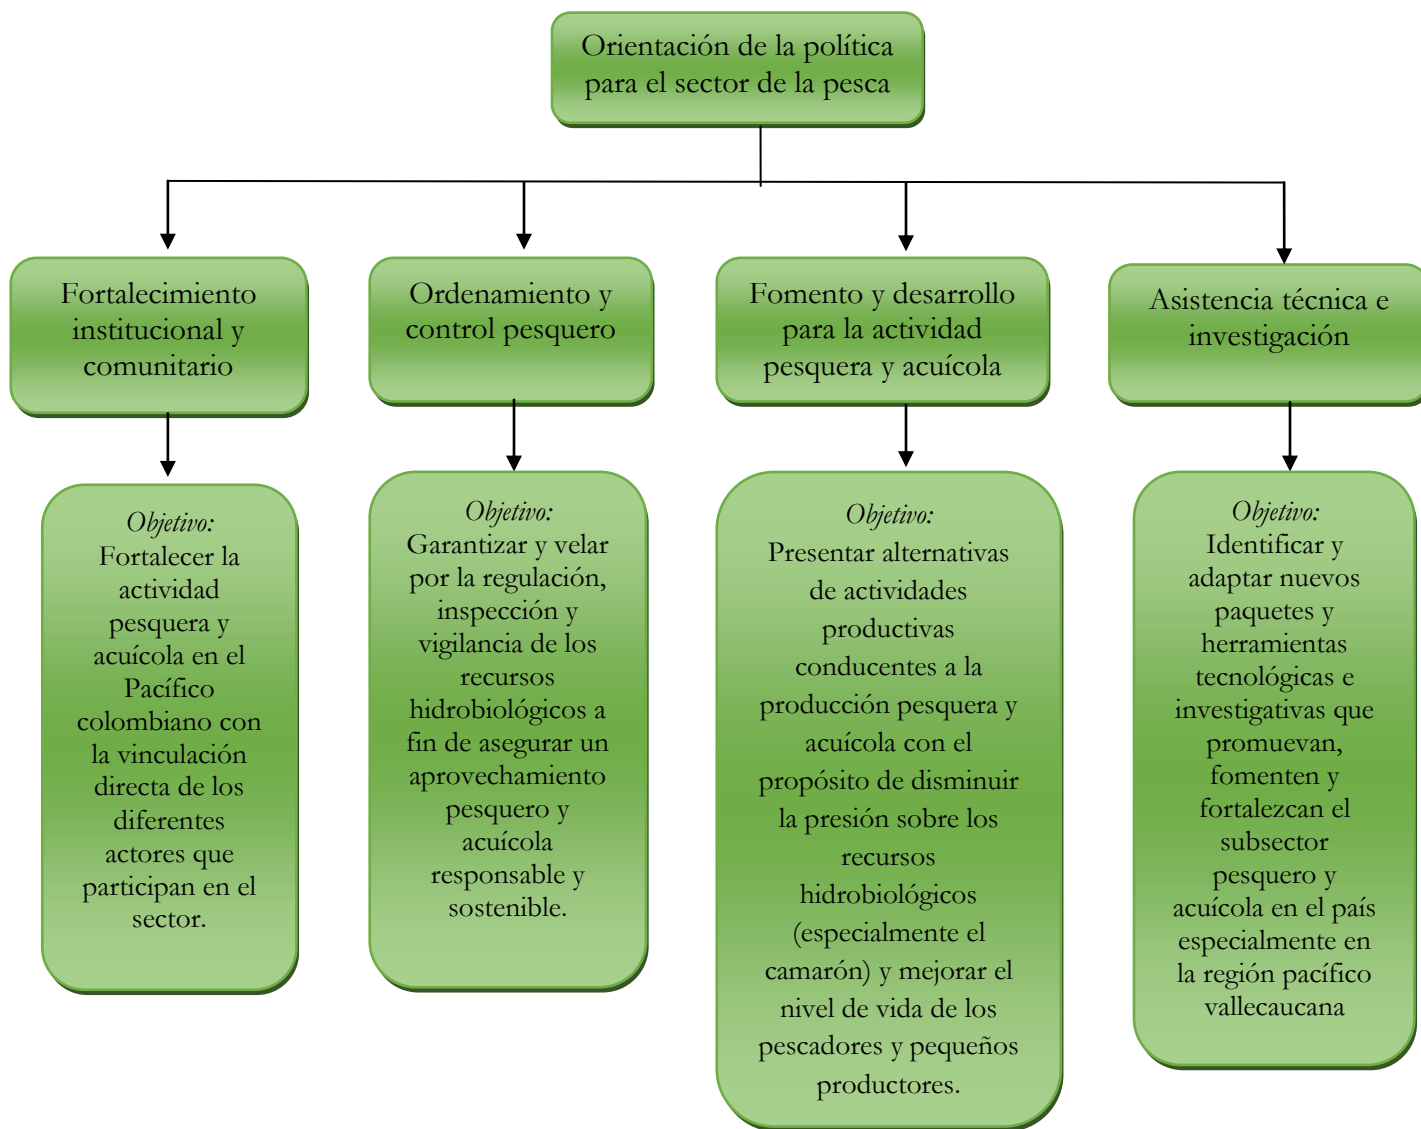 Orientación de la política
para el sector de la pesca
Fortalecimiento
institucional y
comunitario
Ordenamiento y
control pesquero
Fomento y desarrollo
para la actividad
pesquera y acuícola
Asistencia técnica e
investigación
Objetivo:
Fortalecer la
actividad
pesquera y
acuícola en el
Pacífico
colombiano con
la vinculación
directa de los
diferentes
actores que
participan en el
sector.
Objetivo:
Garantizar y velar
por la regulación,
inspección y
vigilancia de los
recursos
hidrobiológicos a
fin de asegurar un
aprovechamiento
pesquero y
acuícola
responsable y
sostenible.
Objetivo:
Presentar alternativas
de actividades
productivas
conducentes a la
producción pesquera y
acuícola con el
propósito de disminuir
la presión sobre los
recursos
hidrobiológicos
(especialmente el
camarón) y mejorar el
nivel de vida de los
pescadores y pequeños
productores.
Objetivo:
Identificar y
adaptar nuevos
paquetes y
herramientas
tecnológicas e
investigativas que
promuevan,
fomenten y
fortalezcan el
subsector
pesquero y
acuícola en el país
especialmente en
la región pacífico
vallecaucana